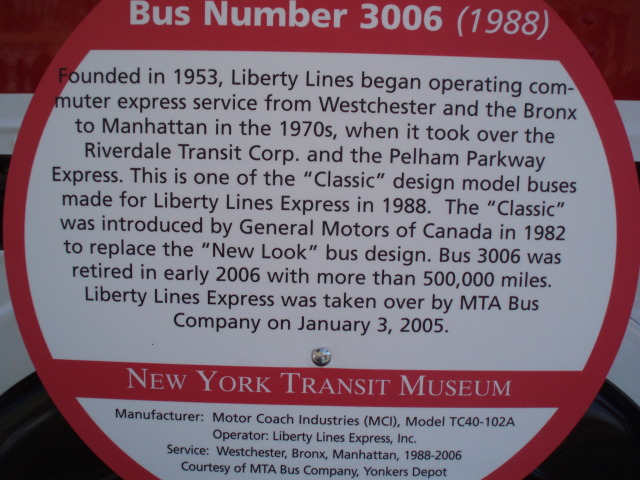 Bus Number 3006 (1988)
Founded in 1953, Liberty Lines began operating com-
muter express service from Westchester and the Bronx
to Manhattan in the 1970s, when it took over the
Riverdale Transit Corp. and the Pelham Parkway
Express. This is one of the “Classic” design model buses
made for Liberty Lines Express in 1988.  The “Classic”
was introduced by General Motors of Canada in 1982
to replace the “New Look” bus design. Bus 3006 was
retired in early 2006 with more than 500,000 miles.
Liberty Lines Express was taken over by MTA Bus
Company on January 3, 2005.
New York Transit Museum
Manufacturer:  Motor Coach Industries (MCI), Model TC40-102A
Operator: Liberty Lines Express, Inc.
Service:  Westchester, Bronx, Manhattan, 1988-2006
Courtesy of MTA Bus Company, Yonkers Depot